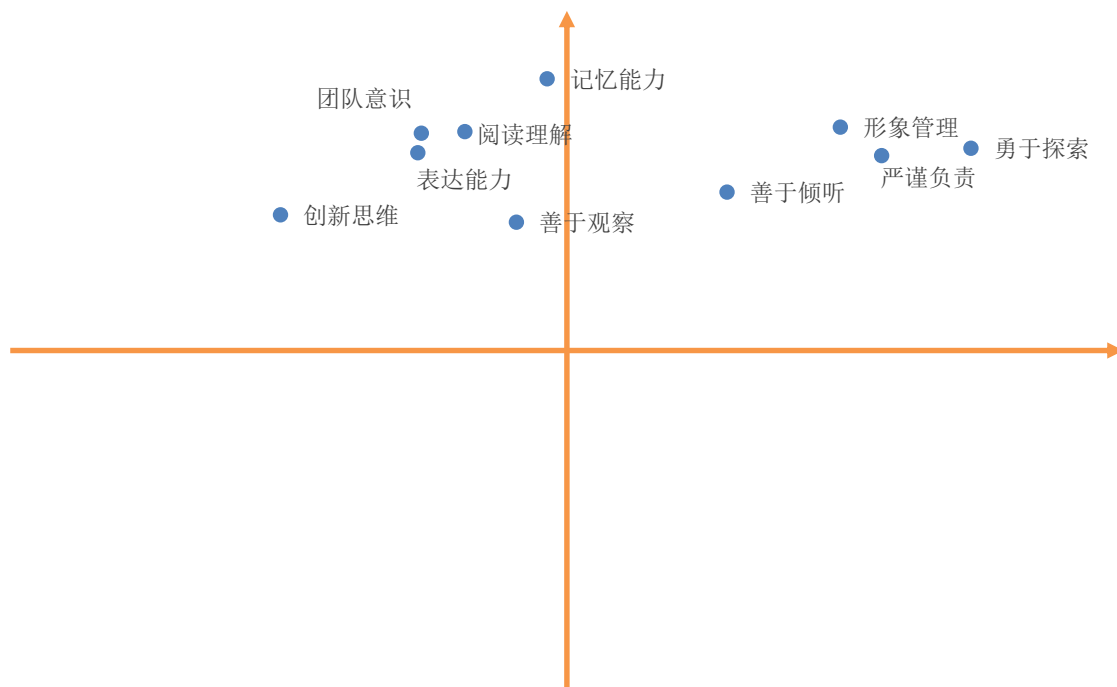 记忆能力
团队意识
阅读理解
形象管理
勇于探索
表达能力
严谨负责
善于倾听
创新思维
善于观察